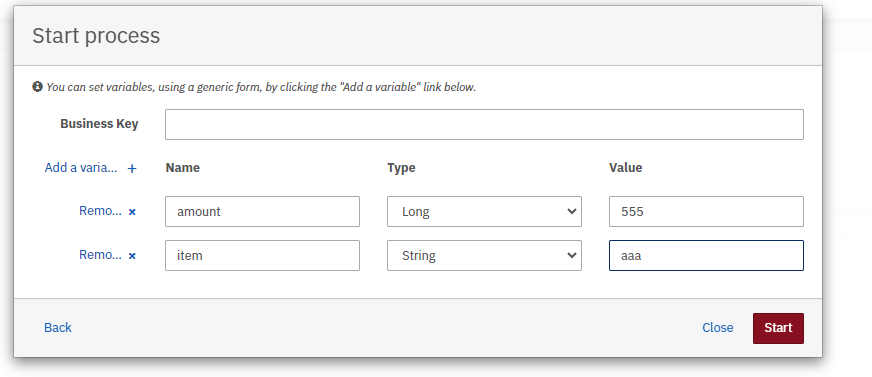 Start process
You can set variables, using a generic form, by clicking the "Add a variable" link below.
Business Key
Add a varia... + Name Type Value
Remo... × amount Long 555
Remo... × item String aaa
Back Close Start